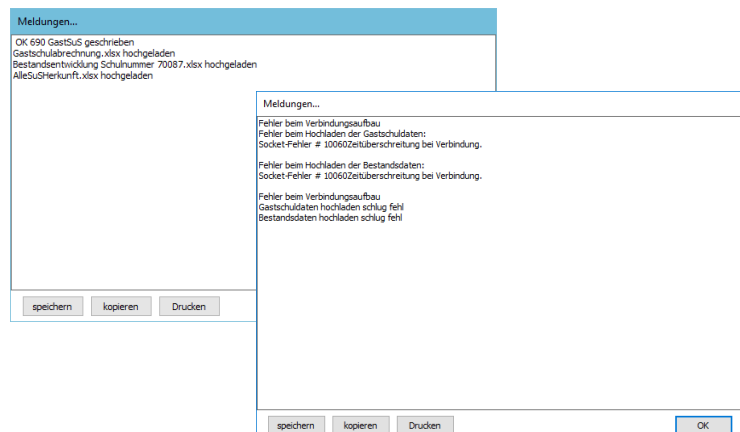 Meldungen...
OK 690 GastSuS geschrieben
Gastschulabrechnung.xlsx hochgeladen
Bestandsentwicklung Schulnummer 70087.xlsx hochgeladen
AlleSuSHerkunft.xlsx hochgeladen
speichern kopieren Drucken
Meldungen...
Fehler beim Verbindungsaufbau
Fehler beim Hochladen der Gastschuldaten:
Socket-Fehler # 10060Zeitüberschreitung bei Verbindung.
Fehler beim Hochladen der Bestandsdaten:
Socket-Fehler # 10060Zeitüberschreitung bei Verbindung.
Fehler beim Verbindungsaufbau
Gastschuldaten hochladen schlug fehl
Bestandsdaten hochladen schlug fehl
speichern kopieren Drucken OK